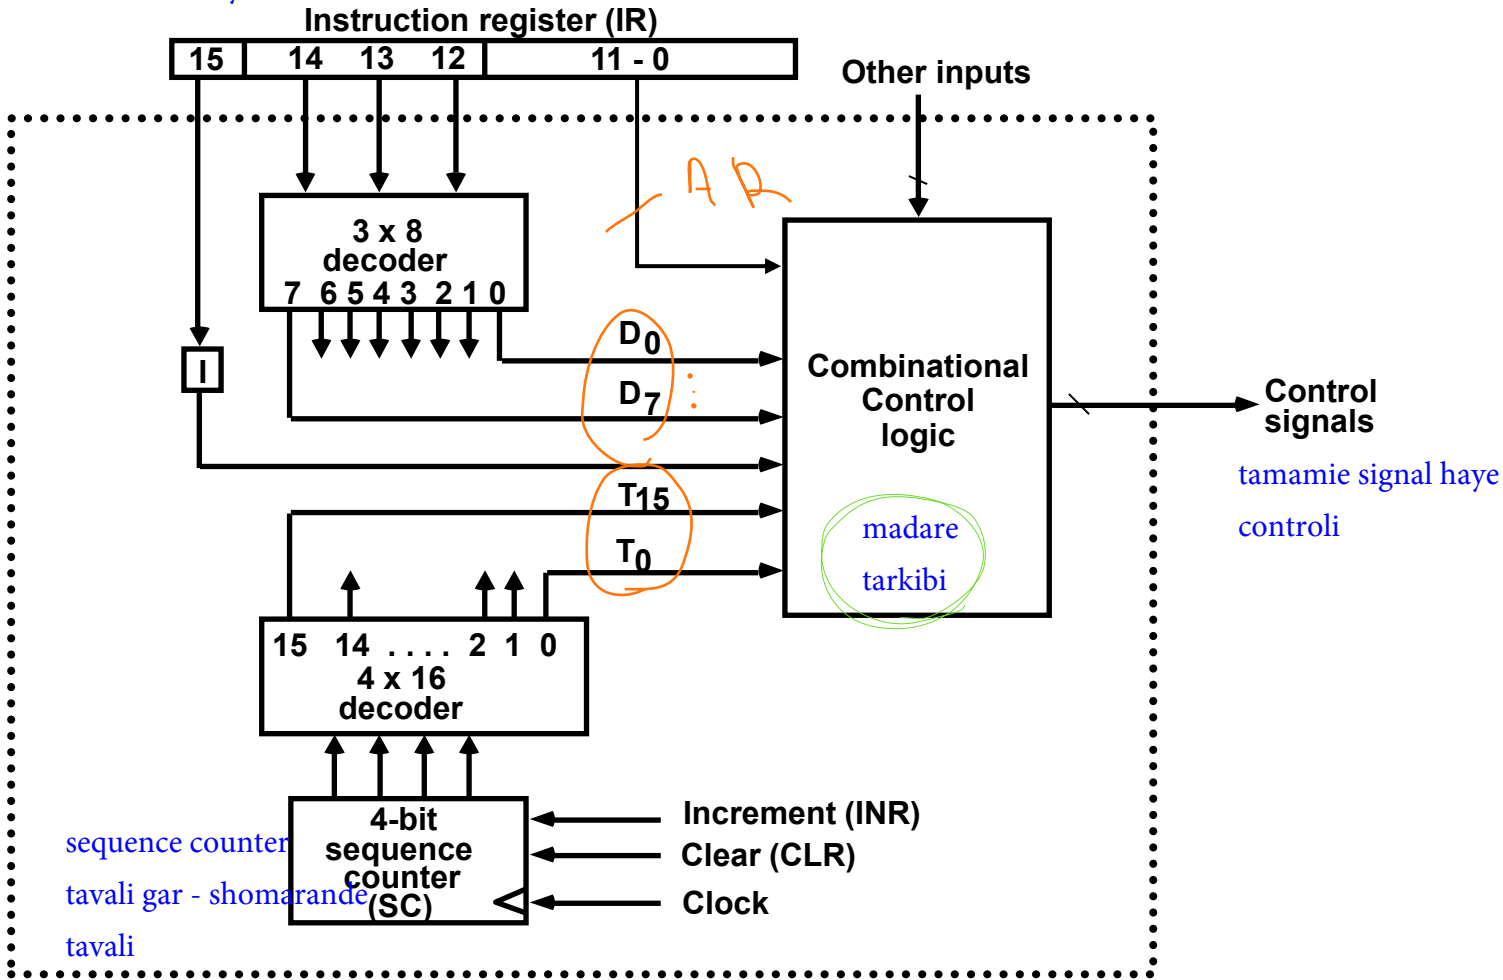 Instruction register (IR)
15 14 13 12 11 - 0
Other inputs
AR
3 x 8
decoder
7 6 5 4 3 2 1 0
D0
I
D7
Combinational
Control
logic
Control
signals
tamamie signal haye
controli
T15
madare
tarkibi
T0
15 14 . . . . 2 1 0
4 x 16
decoder
4-bit
sequence
counter
(SC)
Increment (INR)
Clear (CLR)
Clock
sequence counter
tavali gar - shomarande
tavali